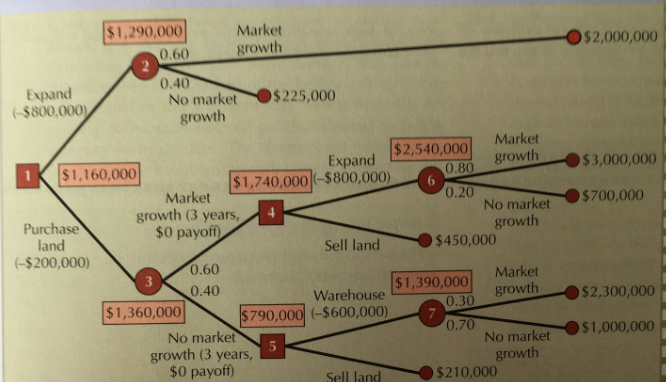 $1,290,000
0.60
Market
growth
$2,000,000
2
0.40
No market
growth
$225,000
Expand
(–$800,000)
1
$1,160,000
Purchase
land
(–$200,000)
Market
growth (3 years,
$0 payoff)
$1,740,000
4
Expand
(–$800,000)
$2,540,000
0.80
Market
growth
$3,000,000
6
0.20
No market
growth
$700,000
Sell land
$450,000
3
0.60
0.40
$1,360,000
No market
growth (3 years,
$0 payoff)
$790,000
5
Warehouse
(–$600,000)
$1,390,000
0.30
Market
growth
$2,300,000
7
0.70
No market
growth
$1,000,000
Sell land
$210,000